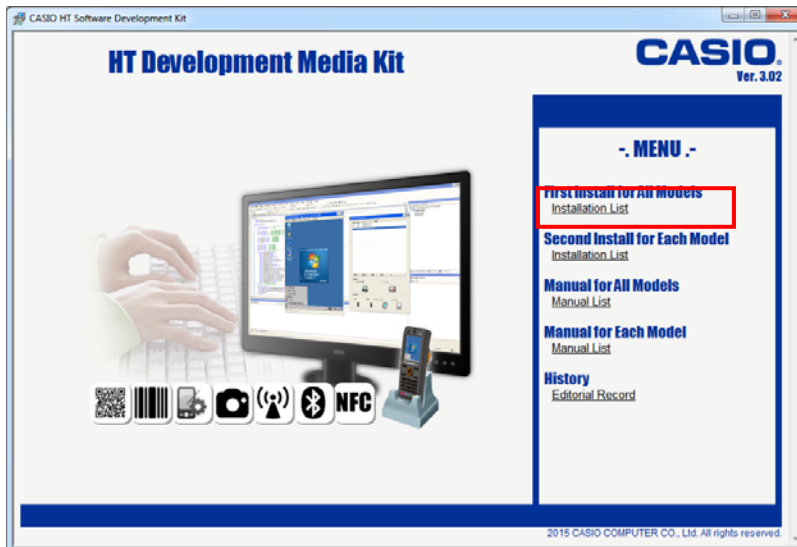 CASIO HT Software Development Kit
HT Development Media Kit
CASIO.
Ver. 3.02
-. MENU .-
First Install for All Models
Installation List
Second Install for Each Model
Installation List
Manual for All Models
Manual List
Manual for Each Model
Manual List
History
Editorial Record
NFC
2015 CASIO COMPUTER CO., Ltd. All rights reserved.